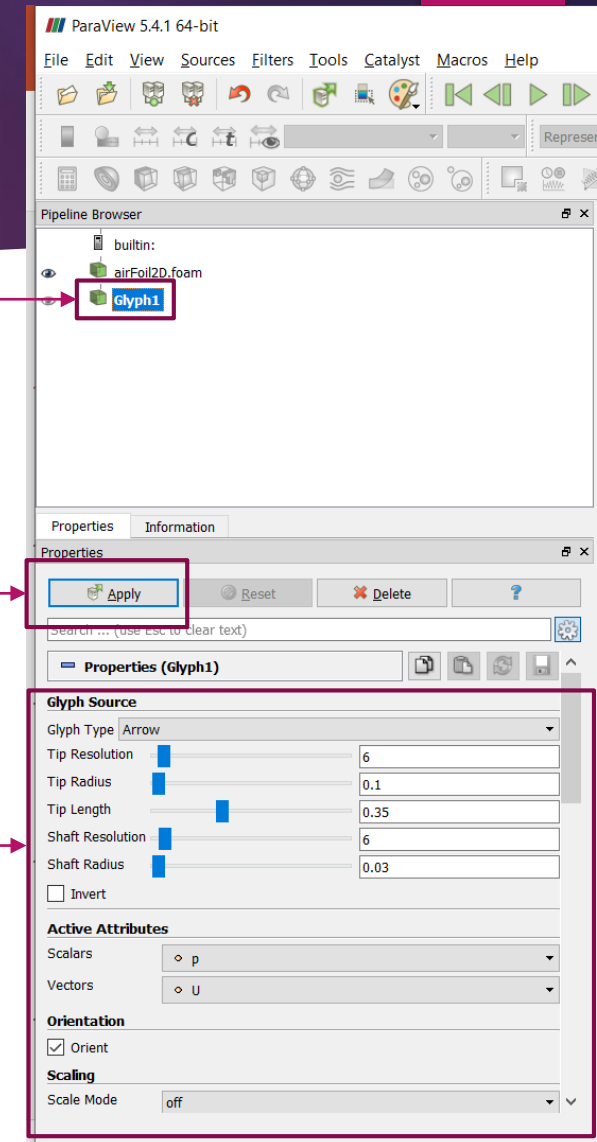 ParaView 5.4.1 64-bit
File Edit View Sources Filters Tools Catalyst Macros Help
Pipeline Browser
builtin:
airFoil2D.foam
Glyph1
Properties Information
Properties
Apply Reset Delete ?
Search ... (use Esc to clear text)
Properties (Glyph1)
Glyph Source
Glyph Type Arrow
Tip Resolution 6
Tip Radius 0.1
Tip Length 0.35
Shaft Resolution 6
Shaft Radius 0.03
Invert
Active Attributes
Scalars p
Vectors U
Orientation
Orient
Scaling
Scale Mode off